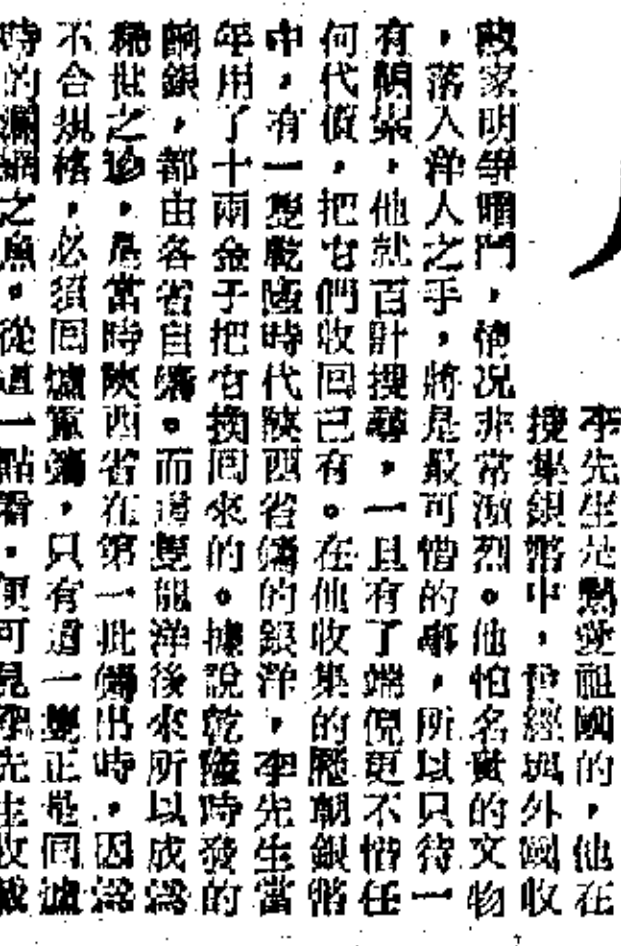 李先生是熱愛祖國的，他在
搜集銀幣中，曾經與外國收
藏家明爭暗鬥，情況非常激烈。他怕名貴的文物
，落入洋人之手，將是最可惜的事，所以只待一
有頭緒，他就百計搜尋，一旦有了端倪更不惜任
何代價，把它們收回已有。在他收集的歷朝銀幣
中，有一雙乾隆時代陝西省鑄的銀洋，李先生當
年用了十兩金子把它換回來的。據說乾隆時發的
餉銀，都由各省自鑄。而這雙龍洋後來所以成為
稀世之珍，是當時陝西省在第一批鑄出時，因為
不合規格，必須回爐重鑄，只有這一雙正是回爐
時的漏網之魚。從這一點看，便可見李先生收藏